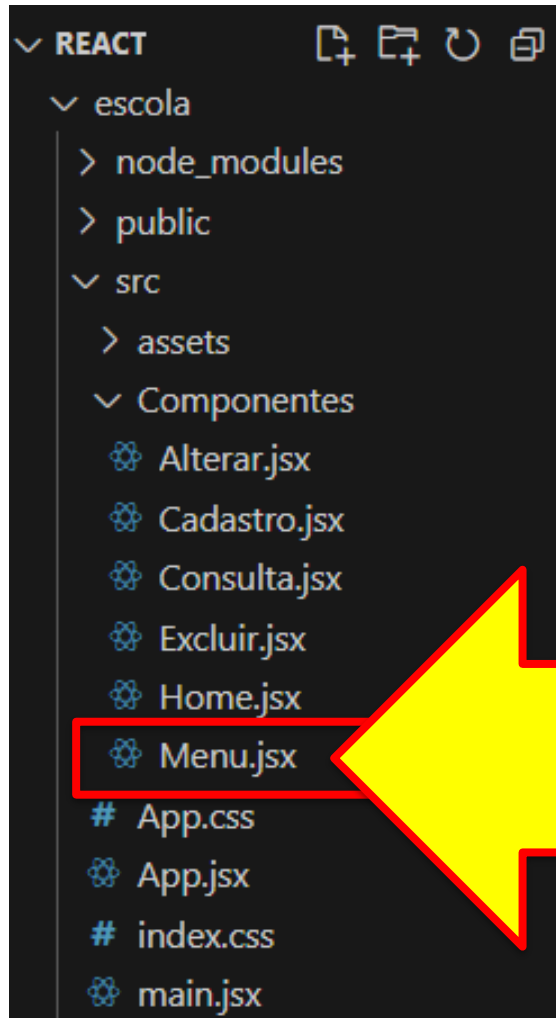 REACT
escola
node_modules
public
src
assets
Componentes
Alterar.jsx
Cadastro.jsx
Consulta.jsx
Excluir.jsx
Home.jsx
Menu.jsx
# App.css
App.jsx
# index.css
main.jsx